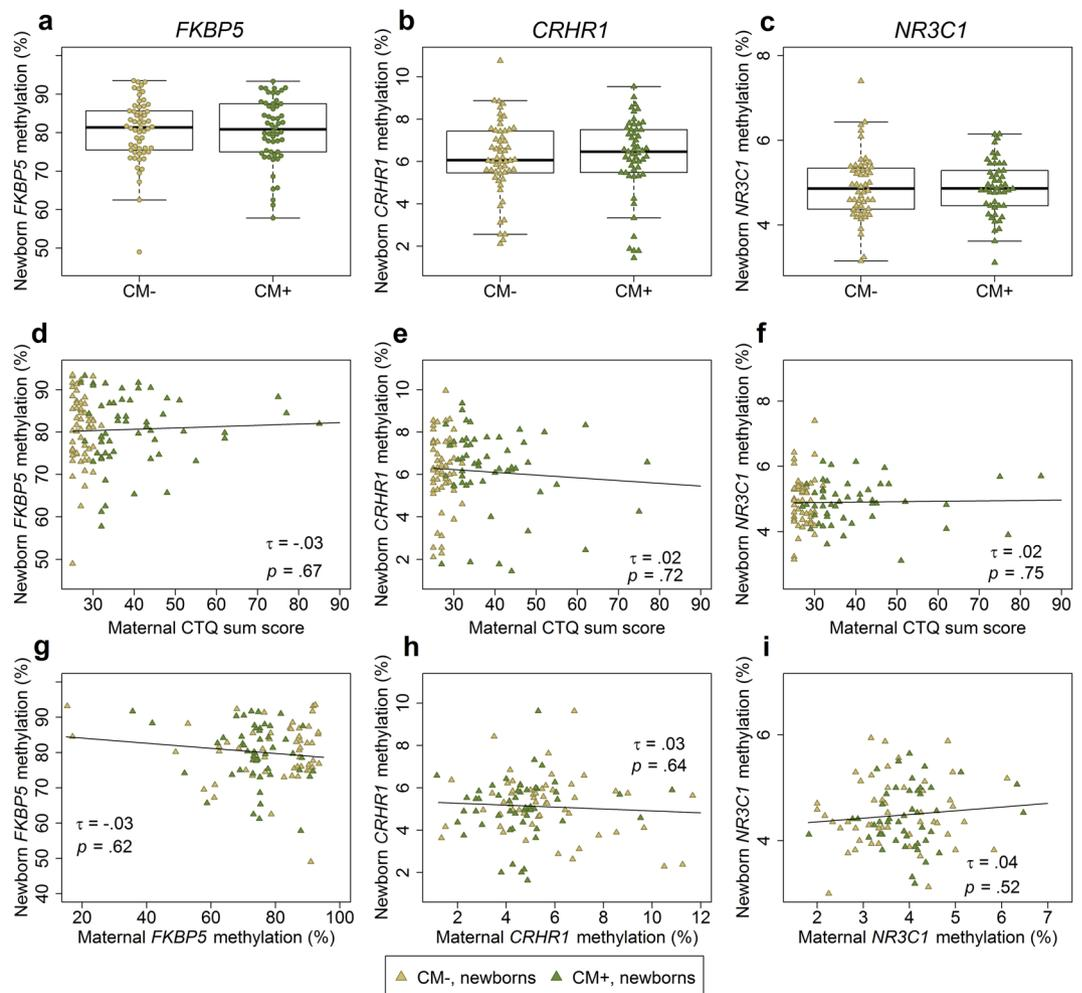 a
FKBP5
b
CRHR1
c
NR3C1
Newborn FKBP5 methylation (%)
90
80
70
60
50
CM-
CM+
Newborn CRHR1 methylation (%)
10
8
6
4
2
CM-
CM+
Newborn NR3C1 methylation (%)
8
6
4
CM-
CM+
d
Newborn FKBP5 methylation (%)
90
80
70
60
50
τ = -.03
p = .67
30 40 50 60 70 80 90
Maternal CTQ sum score
e
Newborn CRHR1 methylation (%)
10
8
6
4
2
τ = .02
p = .72
30 40 50 60 70 80 90
Maternal CTQ sum score
f
Newborn NR3C1 methylation (%)
8
6
4
τ = .02
p = .75
30 40 50 60 70 80 90
Maternal CTQ sum score
g
Newborn FKBP5 methylation (%)
90
80
70
60
50
40
τ = -.03
p = .62
20 40 60 80 100
Maternal FKBP5 methylation (%)
h
Newborn CRHR1 methylation (%)
10
8
6
4
2
τ = .03
p = .64
2 4 6 8 10 12
Maternal CRHR1 methylation (%)
i
Newborn NR3C1 methylation (%)
6
4
τ = .04
p = .52
2 3 4 5 6 7
Maternal NR3C1 methylation (%)
CM-, newborns CM+, newborns